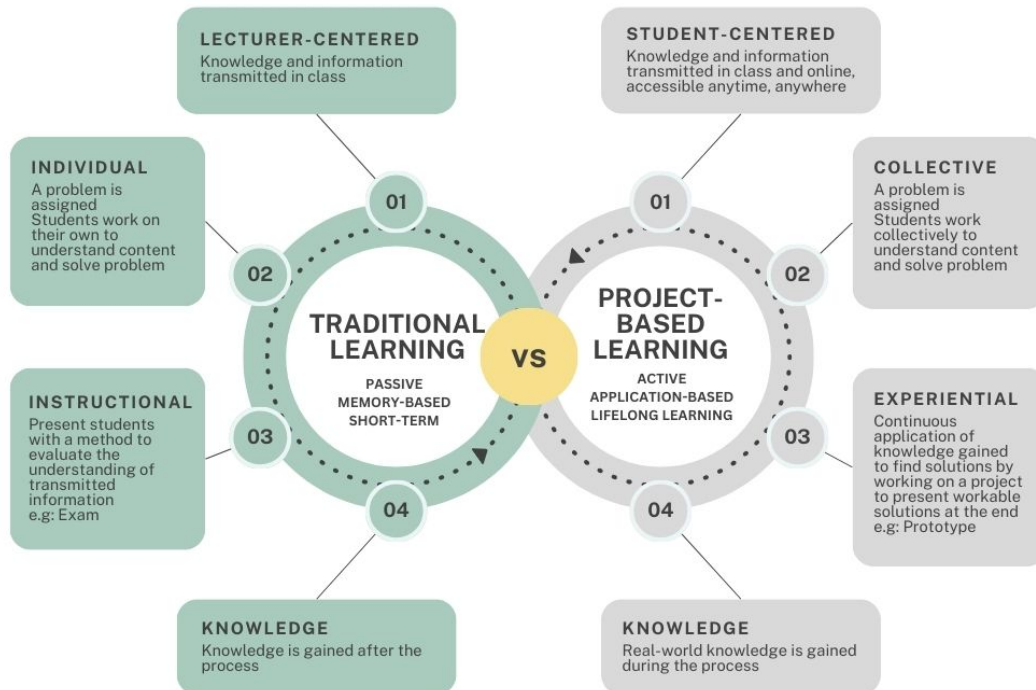 LECTURER-CENTERED
Knowledge and information
transmitted in class
INDIVIDUAL
A problem is
assigned
Students work on
their own to
understand content
and solve problem
INSTRUCTIONAL
Present students
with a method to
evaluate the
understanding of
transmitted
information
e.g: Exam
KNOWLEDGE
Knowledge is gained after the
process
01
02
03
04
TRADITIONAL
LEARNING
PASSIVE
MEMORY-BASED
SHORT-TERM
VS
PROJECT-
BASED
LEARNING
ACTIVE
APPLICATION-BASED
LIFELONG LEARNING
01
02
03
04
STUDENT-CENTERED
Knowledge and information
transmitted in class and online,
accessible anytime, anywhere
COLLECTIVE
A problem is
assigned
Students work
collectively to
understand content
and solve problem
EXPERIENTIAL
Continuous
application of
knowledge gained
to find solutions by
working on a project
to present workable
solutions at the end
e.g: Prototype
KNOWLEDGE
Real-world knowledge is gained
during the process